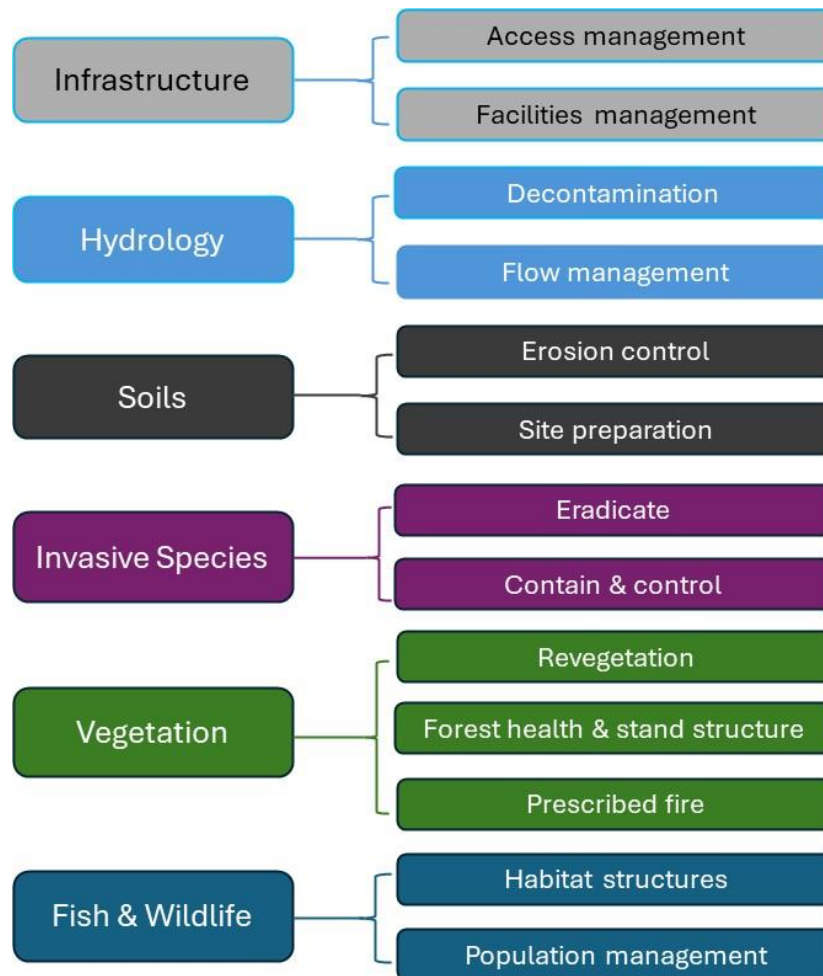 Infrastructure
Access management
Facilities management
Hydrology
Decontamination
Flow management
Soils
Erosion control
Site preparation
Invasive Species
Eradicate
Contain & control
Vegetation
Revegetation
Forest health & stand structure
Prescribed fire
Fish & Wildlife
Habitat structures
Population management